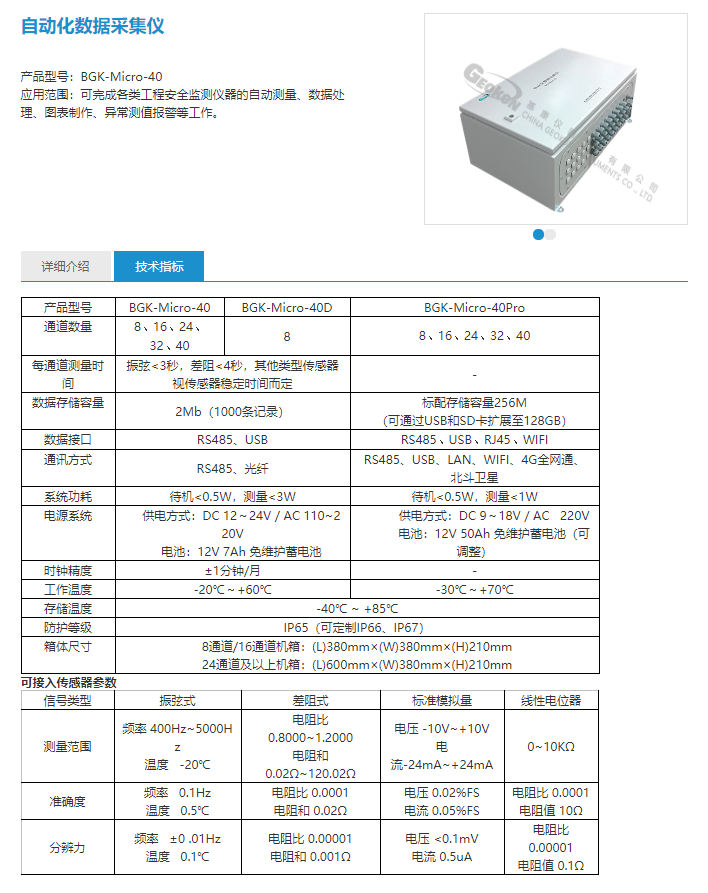 自动化数据采集仪
产品型号：BGK-Micro-40
应用范围：可完成各类工程安全监测仪器的自动测量、数据处
理、图表制作、异常测值报警等工作。
GEOKON
基康仪
有限公司
CHINA GEO
UMENTS CO., LTD.
详细介绍
技术指标
产品型号 BGK-Micro-40 BGK-Micro-40D BGK-Micro-40Pro
通道数量 8、16、24、
32、40
8
8、16、24、32、40
每通道测量时
间
振弦<3秒，差阻<4秒，其他类型传感器
视传感器稳定时间而定
-
数据存储容量
2Mb（1000条记录）
标配存储容量256M
（可通过USB和SD卡扩展至128GB）
数据接口 RS485、USB RS485、USB、RJ45、WIFI
通讯方式
RS485、光纤
RS485、USB、LAN、WIFI、4G全网通、
北斗卫星
系统功耗 待机<0.5W，测量<3W 待机<0.5W，测量<1W
电源系统
供电方式：DC 12～24V / AC 110~2
20V
电池：12V 7Ah 免维护蓄电池
供电方式：DC 9～18V / AC 220V
电池：12V 50Ah 免维护蓄电池（可
调整）
时钟精度 ±1分钟/月 -
工作温度 -20℃～+60℃ -30℃～+70℃
存储温度 -40℃ ~ +85℃
防护等级 IP65（可定制IP66、IP67）
箱体尺寸 8通道/16通道机箱：(L)380mm×(W)380mm×(H)210mm
24通道及以上机箱：(L)600mm×(W)380mm×(H)210mm
可接入传感器参数
信号类型 振弦式 差阻式 标准模拟量 线性电位器
测量范围
频率 400Hz~5000H
z
温度 -20℃
电阻比
0.8000~1.2000
电阻和
0.02Ω~120.02Ω
电压 -10V~+10V
电
流-24mA~+24mA
0~10KΩ
准确度
频率 0.1Hz
温度 0.5℃
电阻比 0.0001
电阻和 0.02Ω
电压 0.02%FS
电流 0.05%FS
电阻比 0.0001
电阻值 10Ω
分辨力
频率 ±0 .01Hz
温度 0.1℃
电阻比 0.00001
电阻和 0.001Ω
电压 <0.1mV
电流 0.5uA
电阻比
0.00001
电阻值 0.1Ω